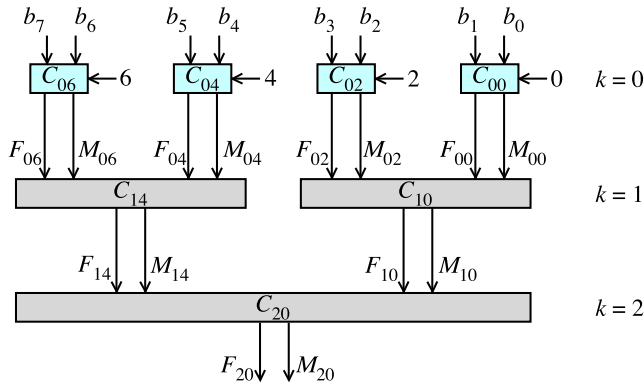 b₇ b₆ b₅ b₄ b₃ b₂ b₁ b₀
C₀₆ 6 C₀₄ 4 C₀₂ 2 C₀₀ 0 k = 0
F₀₆ M₀₆ F₀₄ M₀₄ F₀₂ M₀₂ F₀₀ M₀₀
C₁₄ C₁₀ k = 1
F₁₄ M₁₄ F₁₀ M₁₀
C₂₀ k = 2
F₂₀ M₂₀